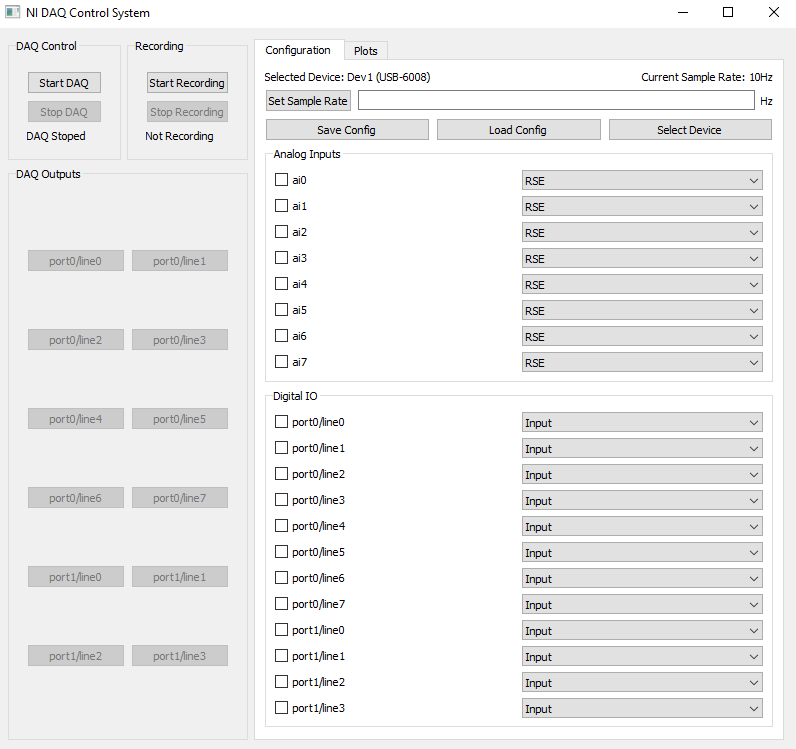 NI DAQ Control System
DAQ Control
Start DAQ
Stop DAQ
DAQ Stoped
Recording
Start Recording
Stop Recording
Not Recording
DAQ Outputs
port0/line0 port0/line1
port0/line2 port0/line3
port0/line4 port0/line5
port0/line6 port0/line7
port1/line0 port1/line1
port1/line2 port1/line3
Configuration Plots
Selected Device: Dev1 (USB-6008) Current Sample Rate: 10Hz
Set Sample Rate Hz
Save Config Load Config Select Device
Analog Inputs
ai0 RSE
ai1 RSE
ai2 RSE
ai3 RSE
ai4 RSE
ai5 RSE
ai6 RSE
ai7 RSE
Digital IO
port0/line0 Input
port0/line1 Input
port0/line2 Input
port0/line3 Input
port0/line4 Input
port0/line5 Input
port0/line6 Input
port0/line7 Input
port1/line0 Input
port1/line1 Input
port1/line2 Input
port1/line3 Input